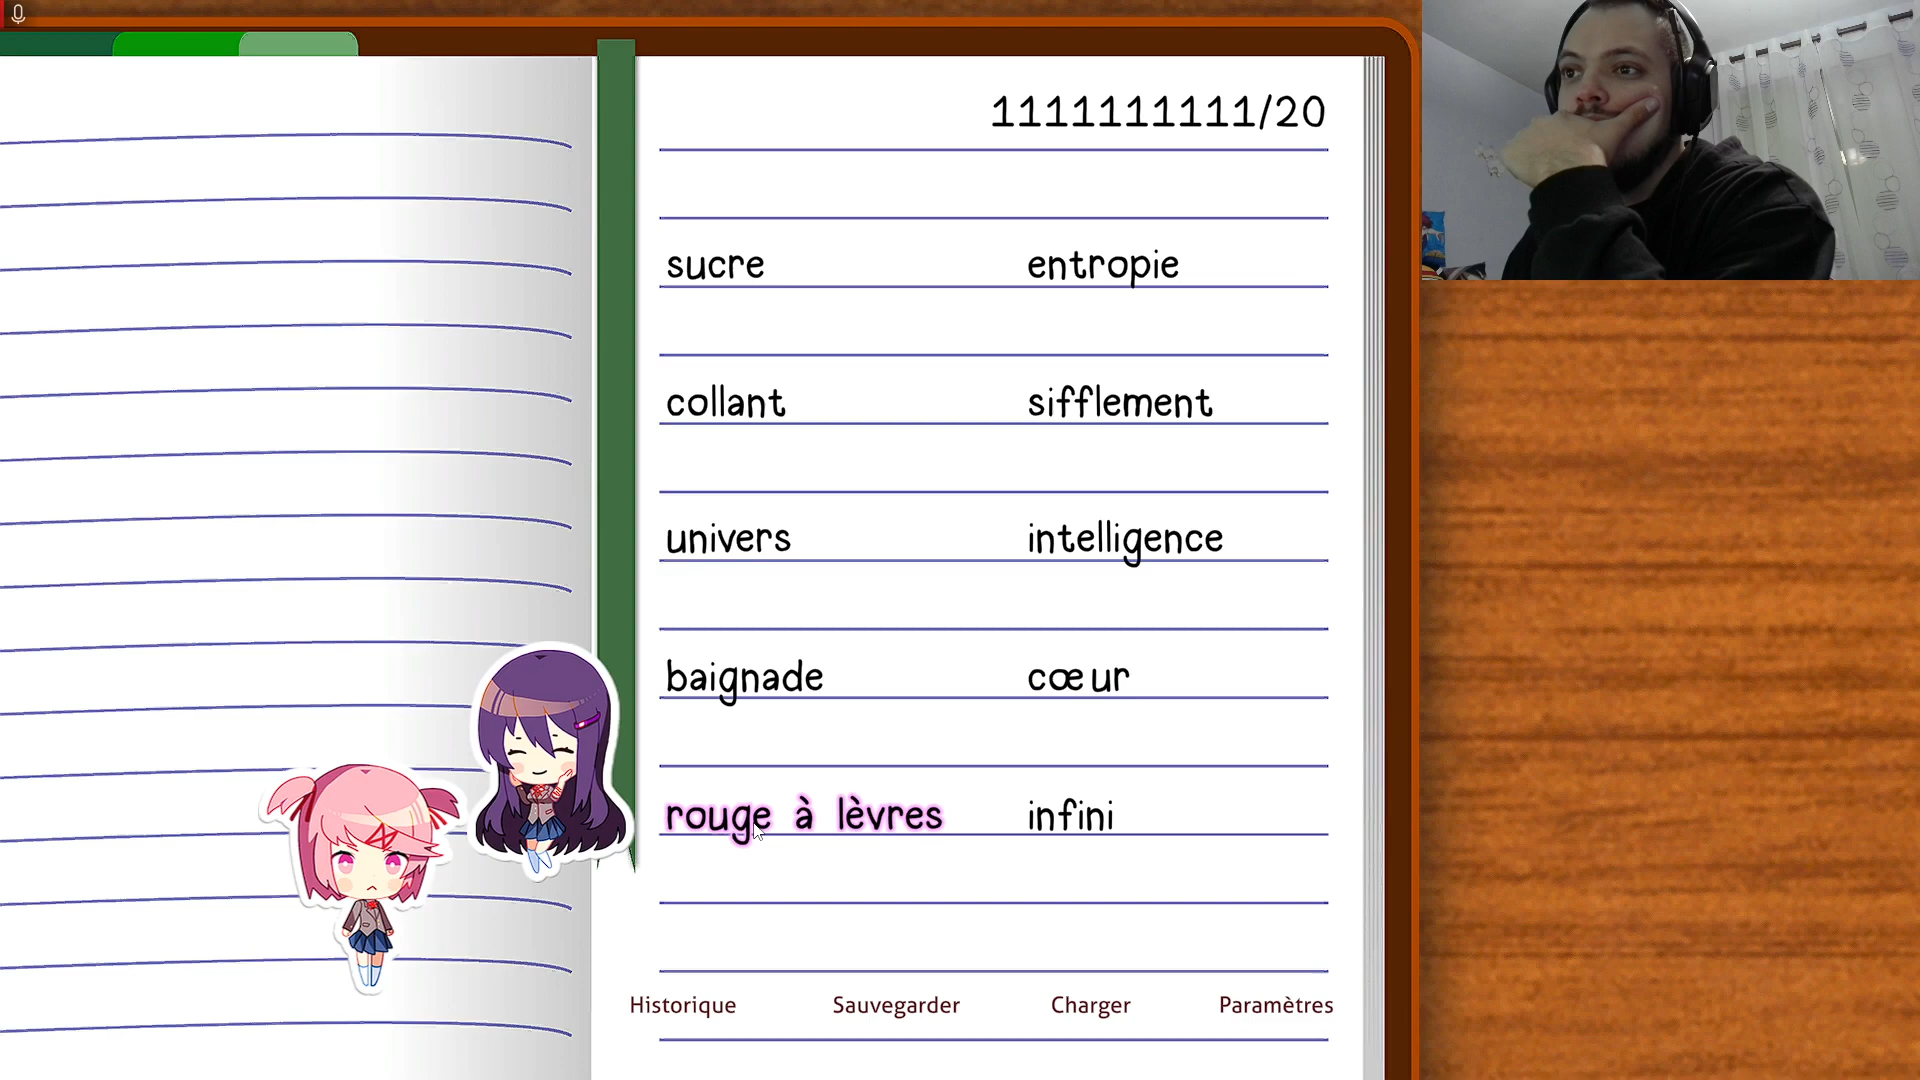 1111111111/20
sucre entropie
collant sifflement
univers intelligence
baignade cœur
rouge à lèvres infini
Historique Sauvegarder Charger Paramètres